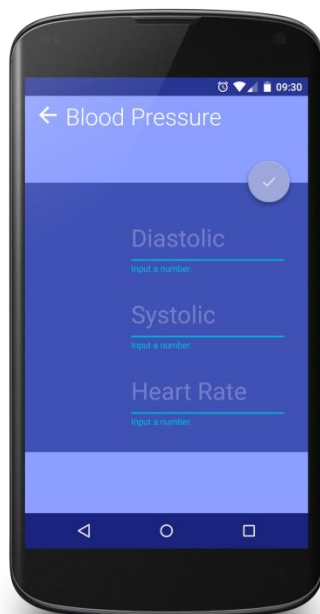 09:30
Blood Pressure
Diastolic
Input a number.
Systolic
Input a number.
Heart Rate
Input a number.